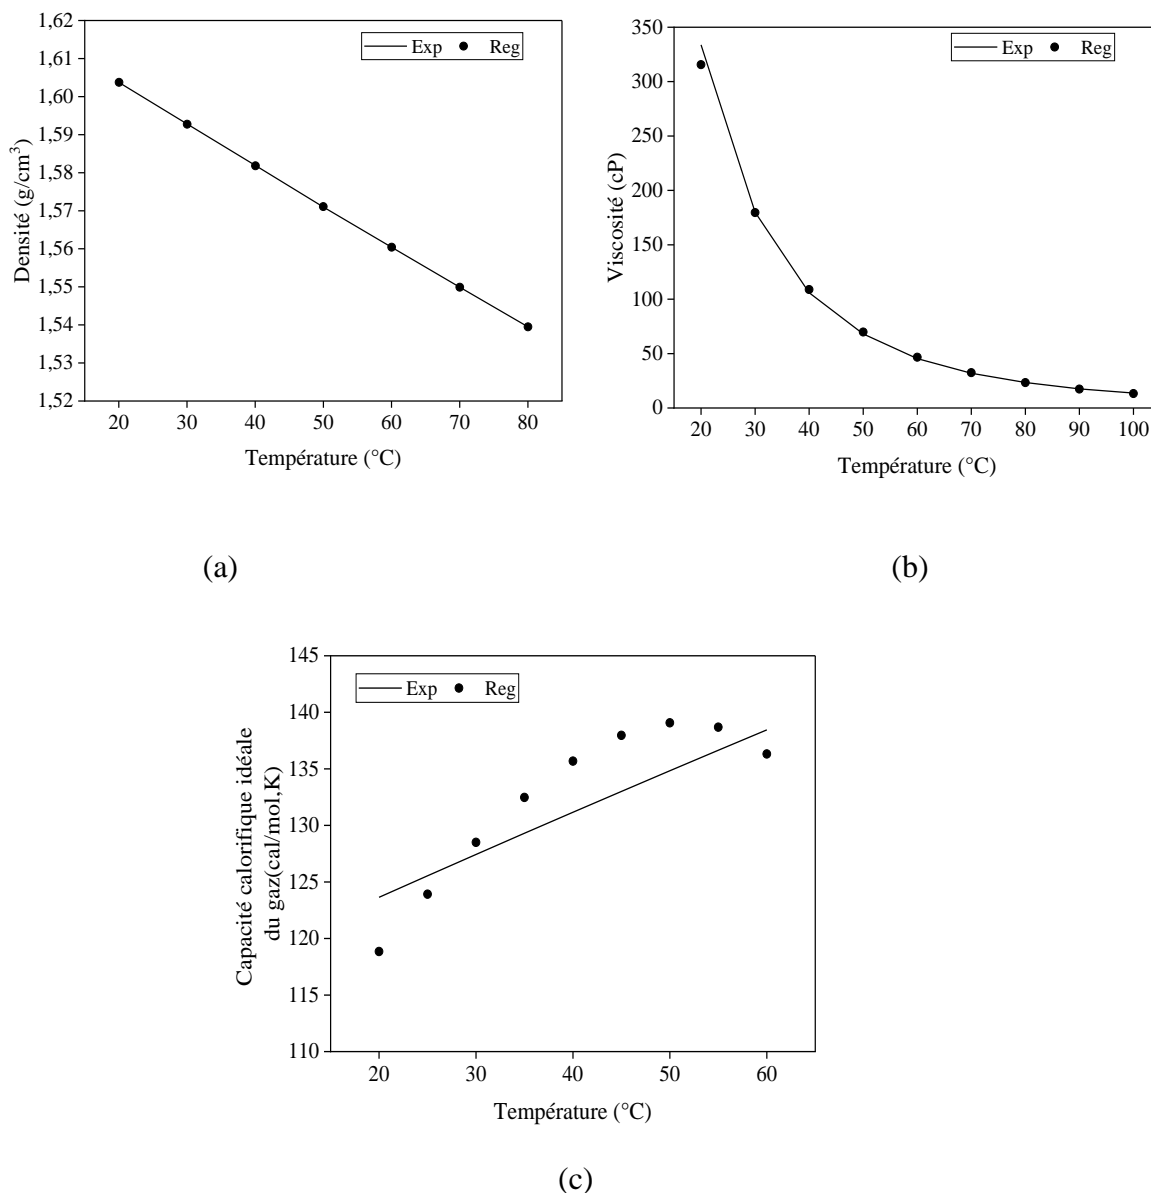 1,62
1,61
1,60
1,59
1,58
1,57
1,56
1,55
1,54
1,53
1,52
Densité (g/cm³)
Exp Reg
20 30 40 50 60 70 80
Température (°C)
(a)
350
300
250
200
150
100
50
0
Viscosité (cP)
Exp Reg
20 30 40 50 60 70 80 90 100
Température (°C)
(b)
145
140
135
130
125
120
115
110
Capacité calorifique idéale
du gaz(cal/mol,K)
Exp Reg
20 30 40 50 60
Température (°C)
(c)